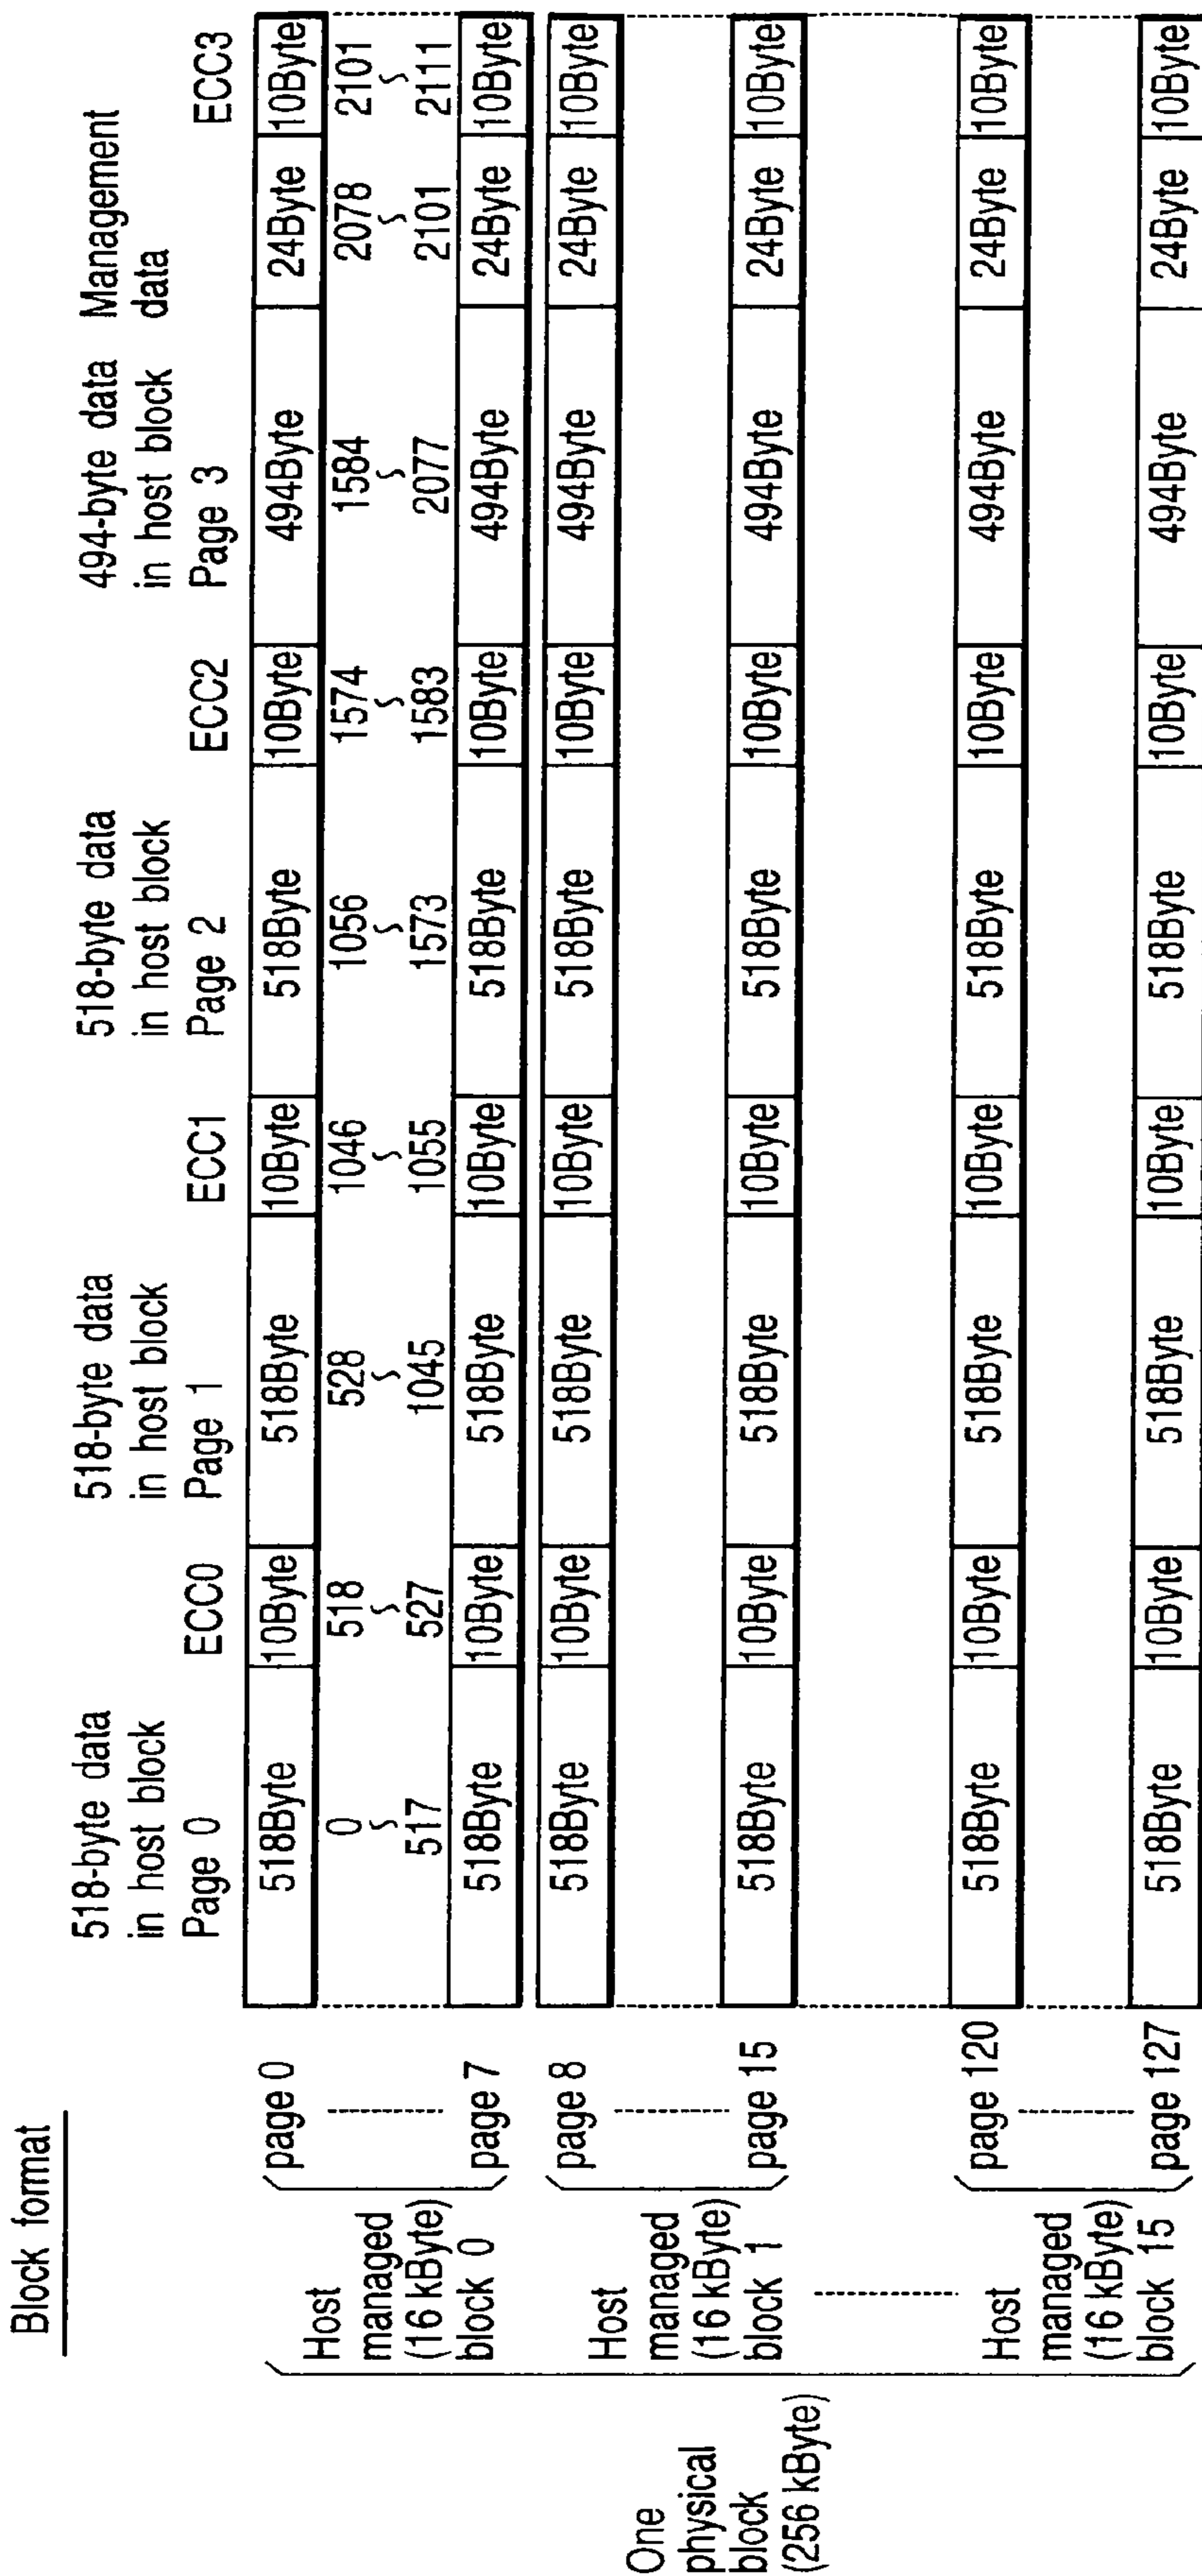 Block format
518-byte data in host block Page 0
ECC0
518-byte data in host block Page 1
ECC1
518-byte data in host block Page 2
ECC2
494-byte data in host block Page 3
Management data
ECC3
One physical block (256 kByte)
Host managed (16 kByte) block 0
page 0
518Byte 10Byte 518Byte 10Byte 518Byte 10Byte 494Byte 24Byte 10Byte
0 518 528 1046 1056 1574 1584 2078 2101
517 527 1045 1055 1573 1583 2077 2101 2111
page 7
518Byte 10Byte 518Byte 10Byte 518Byte 10Byte 494Byte 24Byte 10Byte
Host managed (16 kByte) block 1
page 8
518Byte 10Byte 518Byte 10Byte 518Byte 10Byte 494Byte 24Byte 10Byte
page 15
518Byte 10Byte 518Byte 10Byte 518Byte 10Byte 494Byte 24Byte 10Byte
Host managed (16 kByte) block 15
page 120
518Byte 10Byte 518Byte 10Byte 518Byte 10Byte 494Byte 24Byte 10Byte
page 127
518Byte 10Byte 518Byte 10Byte 518Byte 10Byte 494Byte 24Byte 10Byte